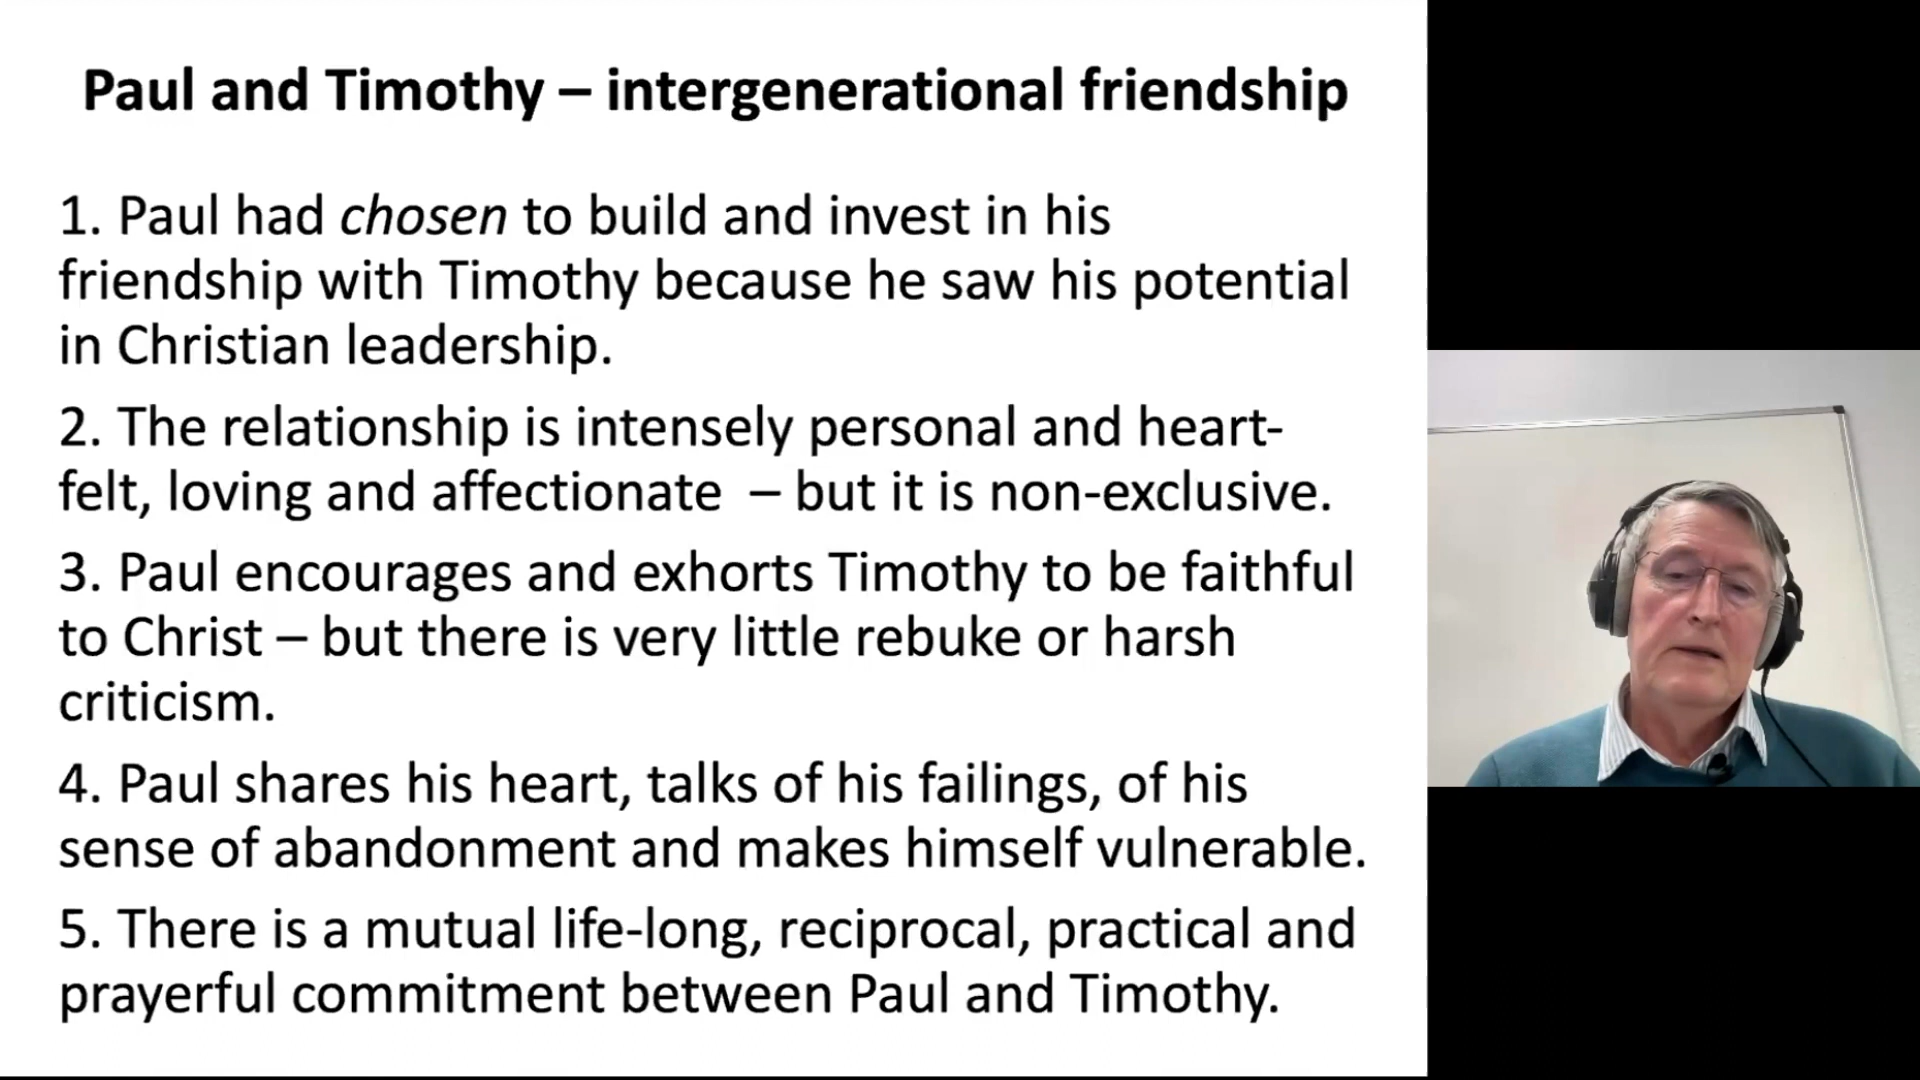 Paul and Timothy – intergenerational friendship
1. Paul had chosen to build and invest in his
friendship with Timothy because he saw his potential
in Christian leadership.
2. The relationship is intensely personal and heart-
felt, loving and affectionate  – but it is non-exclusive.
3. Paul encourages and exhorts Timothy to be faithful
to Christ – but there is very little rebuke or harsh
criticism.
4. Paul shares his heart, talks of his failings, of his
sense of abandonment and makes himself vulnerable.
5. There is a mutual life-long, reciprocal, practical and
prayerful commitment between Paul and Timothy.